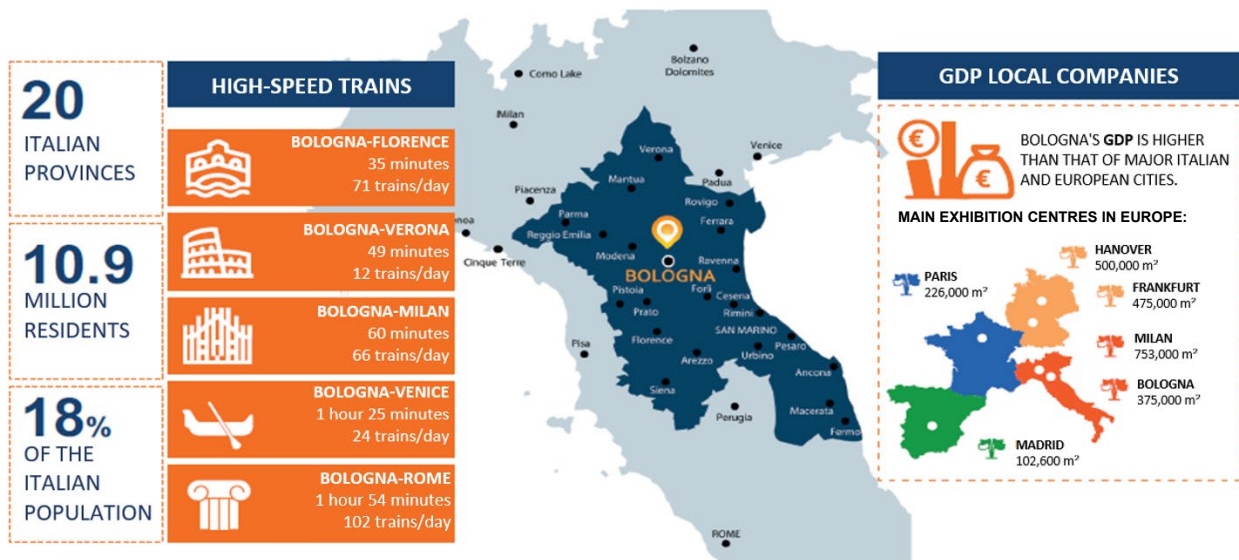 20
ITALIAN
PROVINCES
10.9
MILLION
RESIDENTS
18%
OF THE
ITALIAN
POPULATION
HIGH-SPEED TRAINS
BOLOGNA-FLORENCE
35 minutes
71 trains/day
BOLOGNA-VERONA
49 minutes
12 trains/day
BOLOGNA-MILAN
60 minutes
66 trains/day
BOLOGNA-VENICE
1 hour 25 minutes
24 trains/day
BOLOGNA-ROME
1 hour 54 minutes
102 trains/day
Bolzano
Dolomites
Como Lake
Milan
Verona
Venice
Mantua
Padua
Piacenza
Rovigo
Parma
Ferrara
enoa
Reggio Emilia
Modena
Cinque Terre
Ravenna
BOLOGNA
Pistoia
Forlì
Cesena
Prato
Rimini
SAN MARINO
Florence
Pisa
Urbino
Pesaro
Arezzo
Ancona
Siena
Macerata
Perugia
Fermo
ROME
GDP LOCAL COMPANIES
€
€
BOLOGNA'S GDP IS HIGHER
THAN THAT OF MAJOR ITALIAN
AND EUROPEAN CITIES.
MAIN EXHIBITION CENTRES IN EUROPE:
HANOVER
500,000 m²
PARIS
226,000 m²
FRANKFURT
475,000 m²
MILAN
753,000 m²
BOLOGNA
375,000 m²
MADRID
102,600 m²